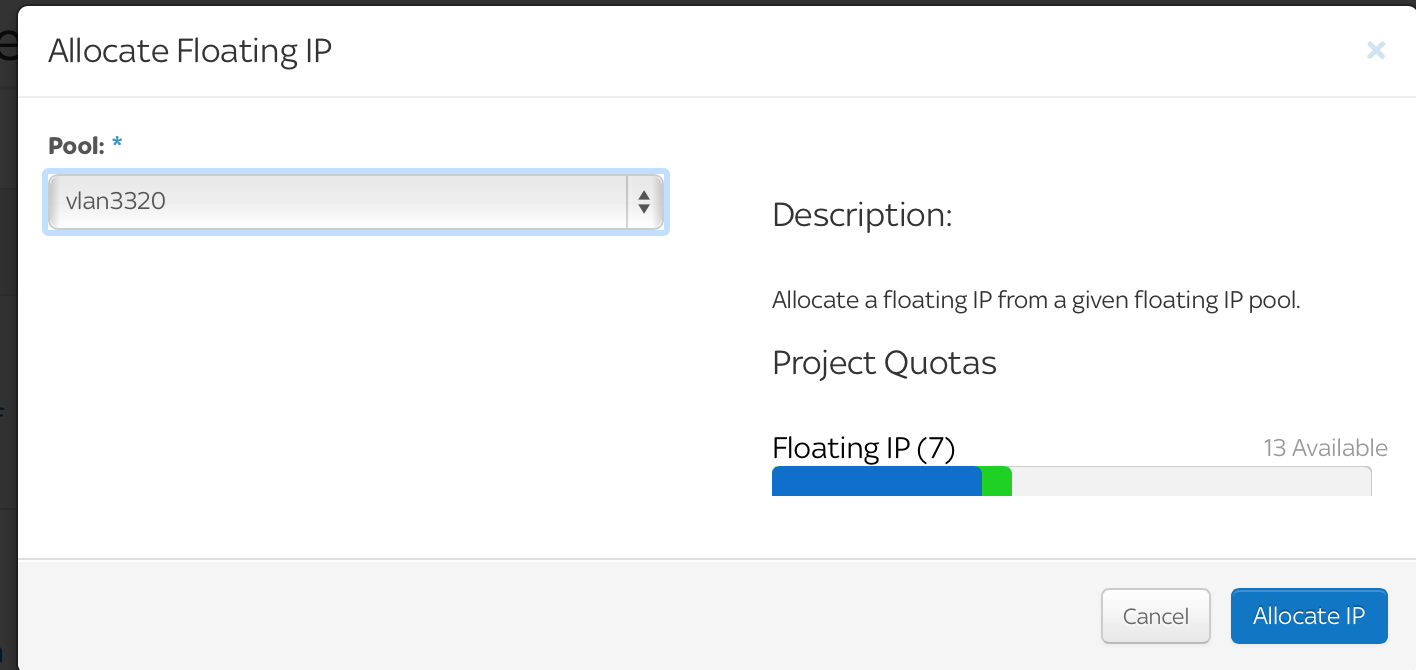 Allocate Floating IP
×
Pool: *
vlan3320
Description:
Allocate a floating IP from a given floating IP pool.
Project Quotas
Floating IP (7)
13 Available
Cancel
Allocate IP